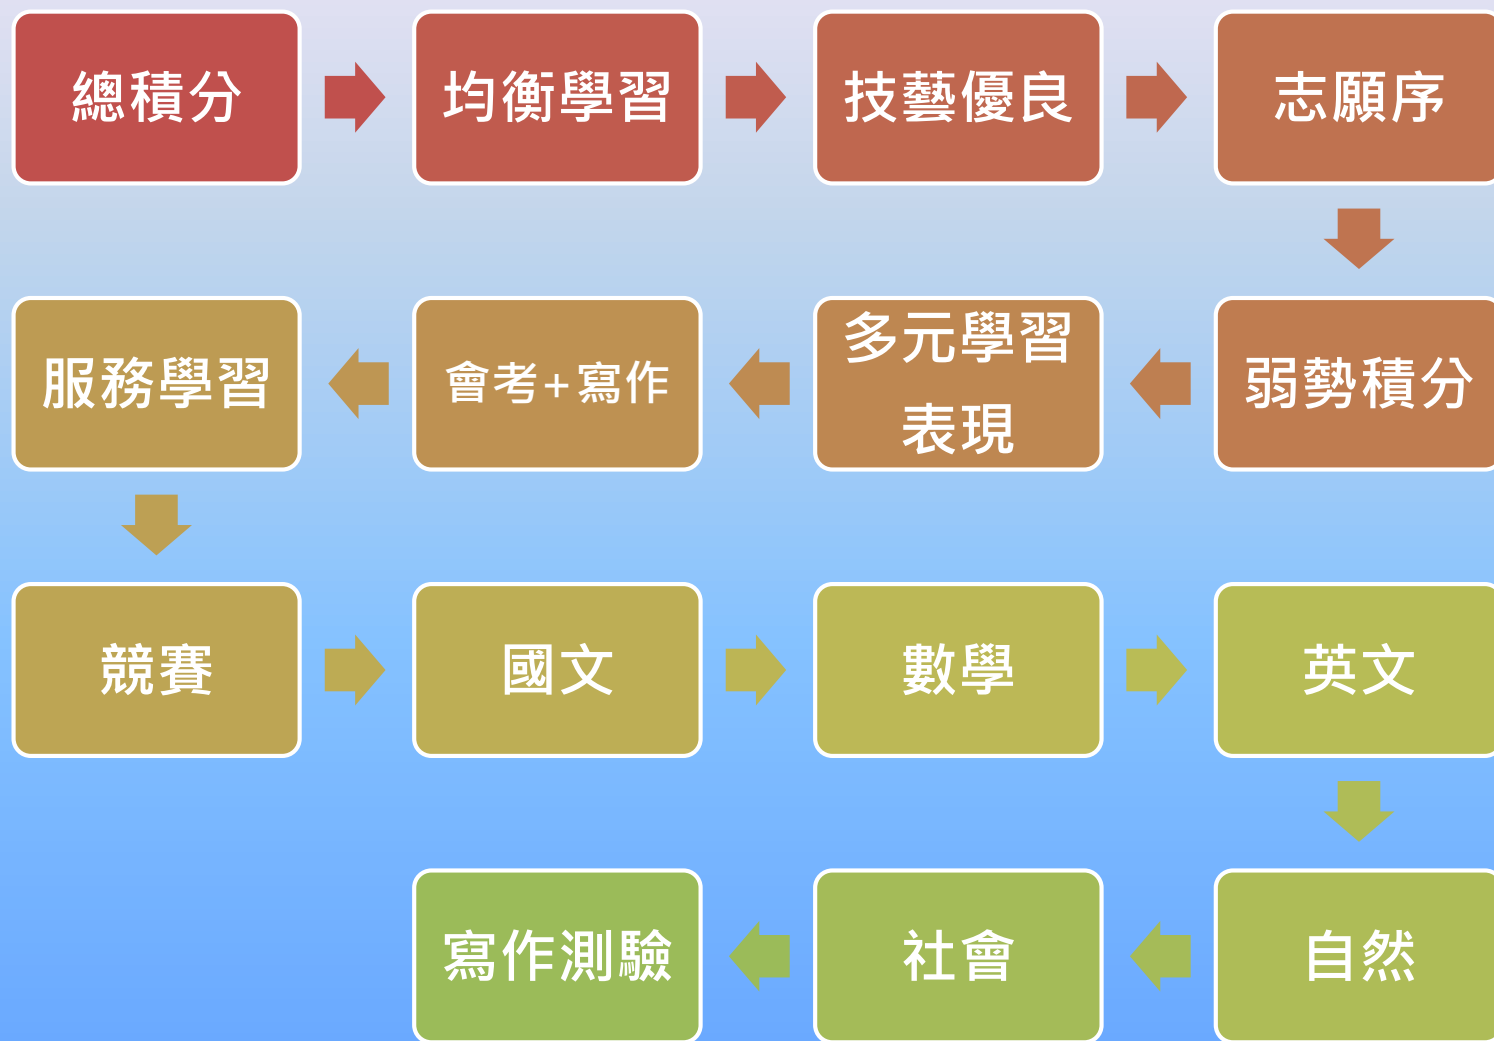 總積分
均衡學習
技藝優良
志願序
弱勢積分
多元學習
表現
會考+寫作
服務學習
競賽
國文
數學
英文
自然
社會
寫作測驗